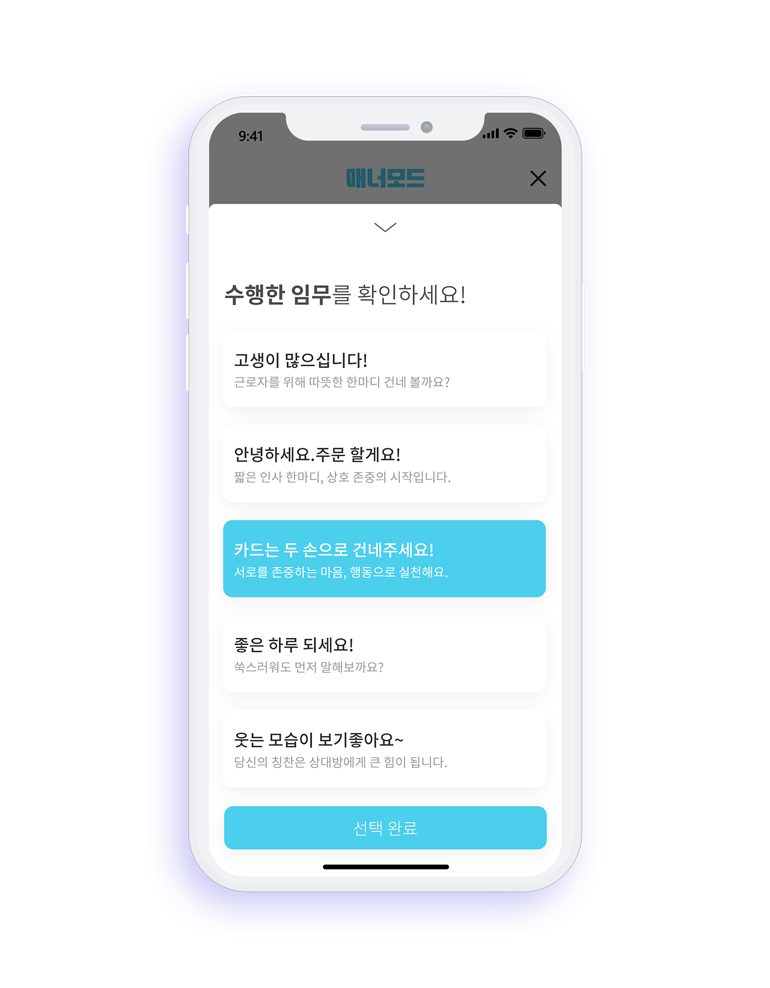 9:41
매너모드
수행한 임무를 확인하세요!
고생이 많으십니다!
근로자를 위해 따뜻한 한마디 건네 볼까요?
안녕하세요.주문 할게요!
짧은 인사 한마디, 상호 존중의 시작입니다.
카드는 두 손으로 건네주세요!
서로를 존중하는 마음, 행동으로 실천해요.
좋은 하루 되세요!
쑥스러워도 먼저 말해보까요?
웃는 모습이 보기좋아요~
당신의 칭찬은 상대방에게 큰 힘이 됩니다.
선택 완료